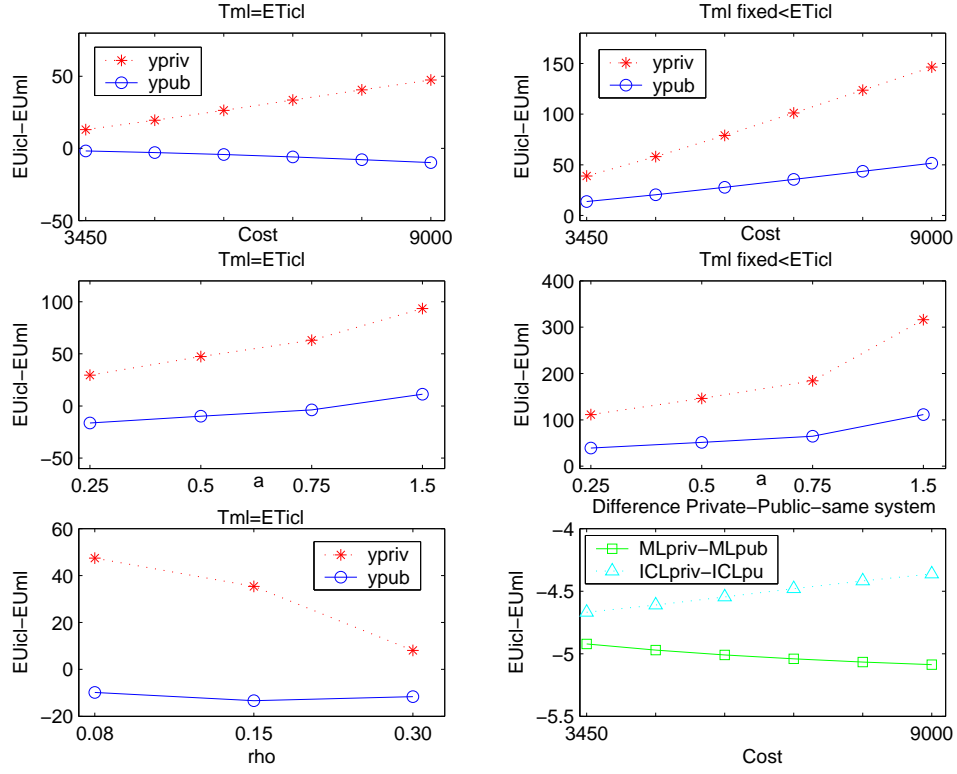 Tml=ETicl
EUicl−EUml
50
0
−50
ypriv
ypub
3450
Cost
9000
Tml fixed<ETicl
EUicl−EUml
150
100
50
0
ypriv
ypub
3450
Cost
9000
Tml=ETicl
EUicl−EUml
100
50
0
−50
0.25
0.5
a
0.75
1.5
Tml fixed<ETicl
EUicl−EUml
400
300
200
100
0
0.25
0.5
a
0.75
1.5
Tml=ETicl
EUicl−EUml
60
40
20
0
−20
ypriv
ypub
0.08
0.15
0.30
rho
Difference Private−Public−same system
EUicl−EUml
−4
−4.5
−5
−5.5
MLpriv−MLpub
ICLpriv−ICLpu
3450
Cost
9000